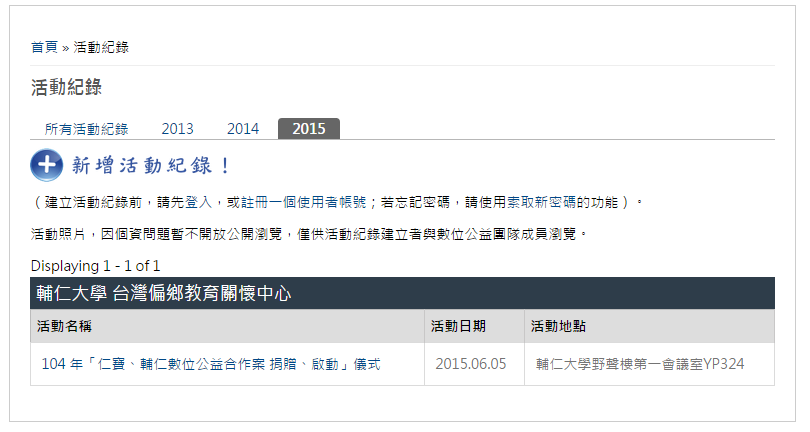 首頁 » 活動紀錄
活動紀錄
所有活動紀錄 2013 2014 2015
新增活動紀錄！
（建立活動紀錄前，請先登入，或註冊一個使用者帳號；若忘記密碼，請使用索取新密碼的功能）。
活動照片，因個資問題暫不開放公開瀏覽，僅供活動紀錄建立者與數位公益團隊成員瀏覽。
Displaying 1 - 1 of 1
輔仁大學 台灣偏鄉教育關懷中心
活動名稱 活動日期 活動地點
104 年「仁寶、輔仁數位公益合作案 捐贈、啟動」儀式 2015.06.05 輔仁大學野聲樓第一會議室YP324